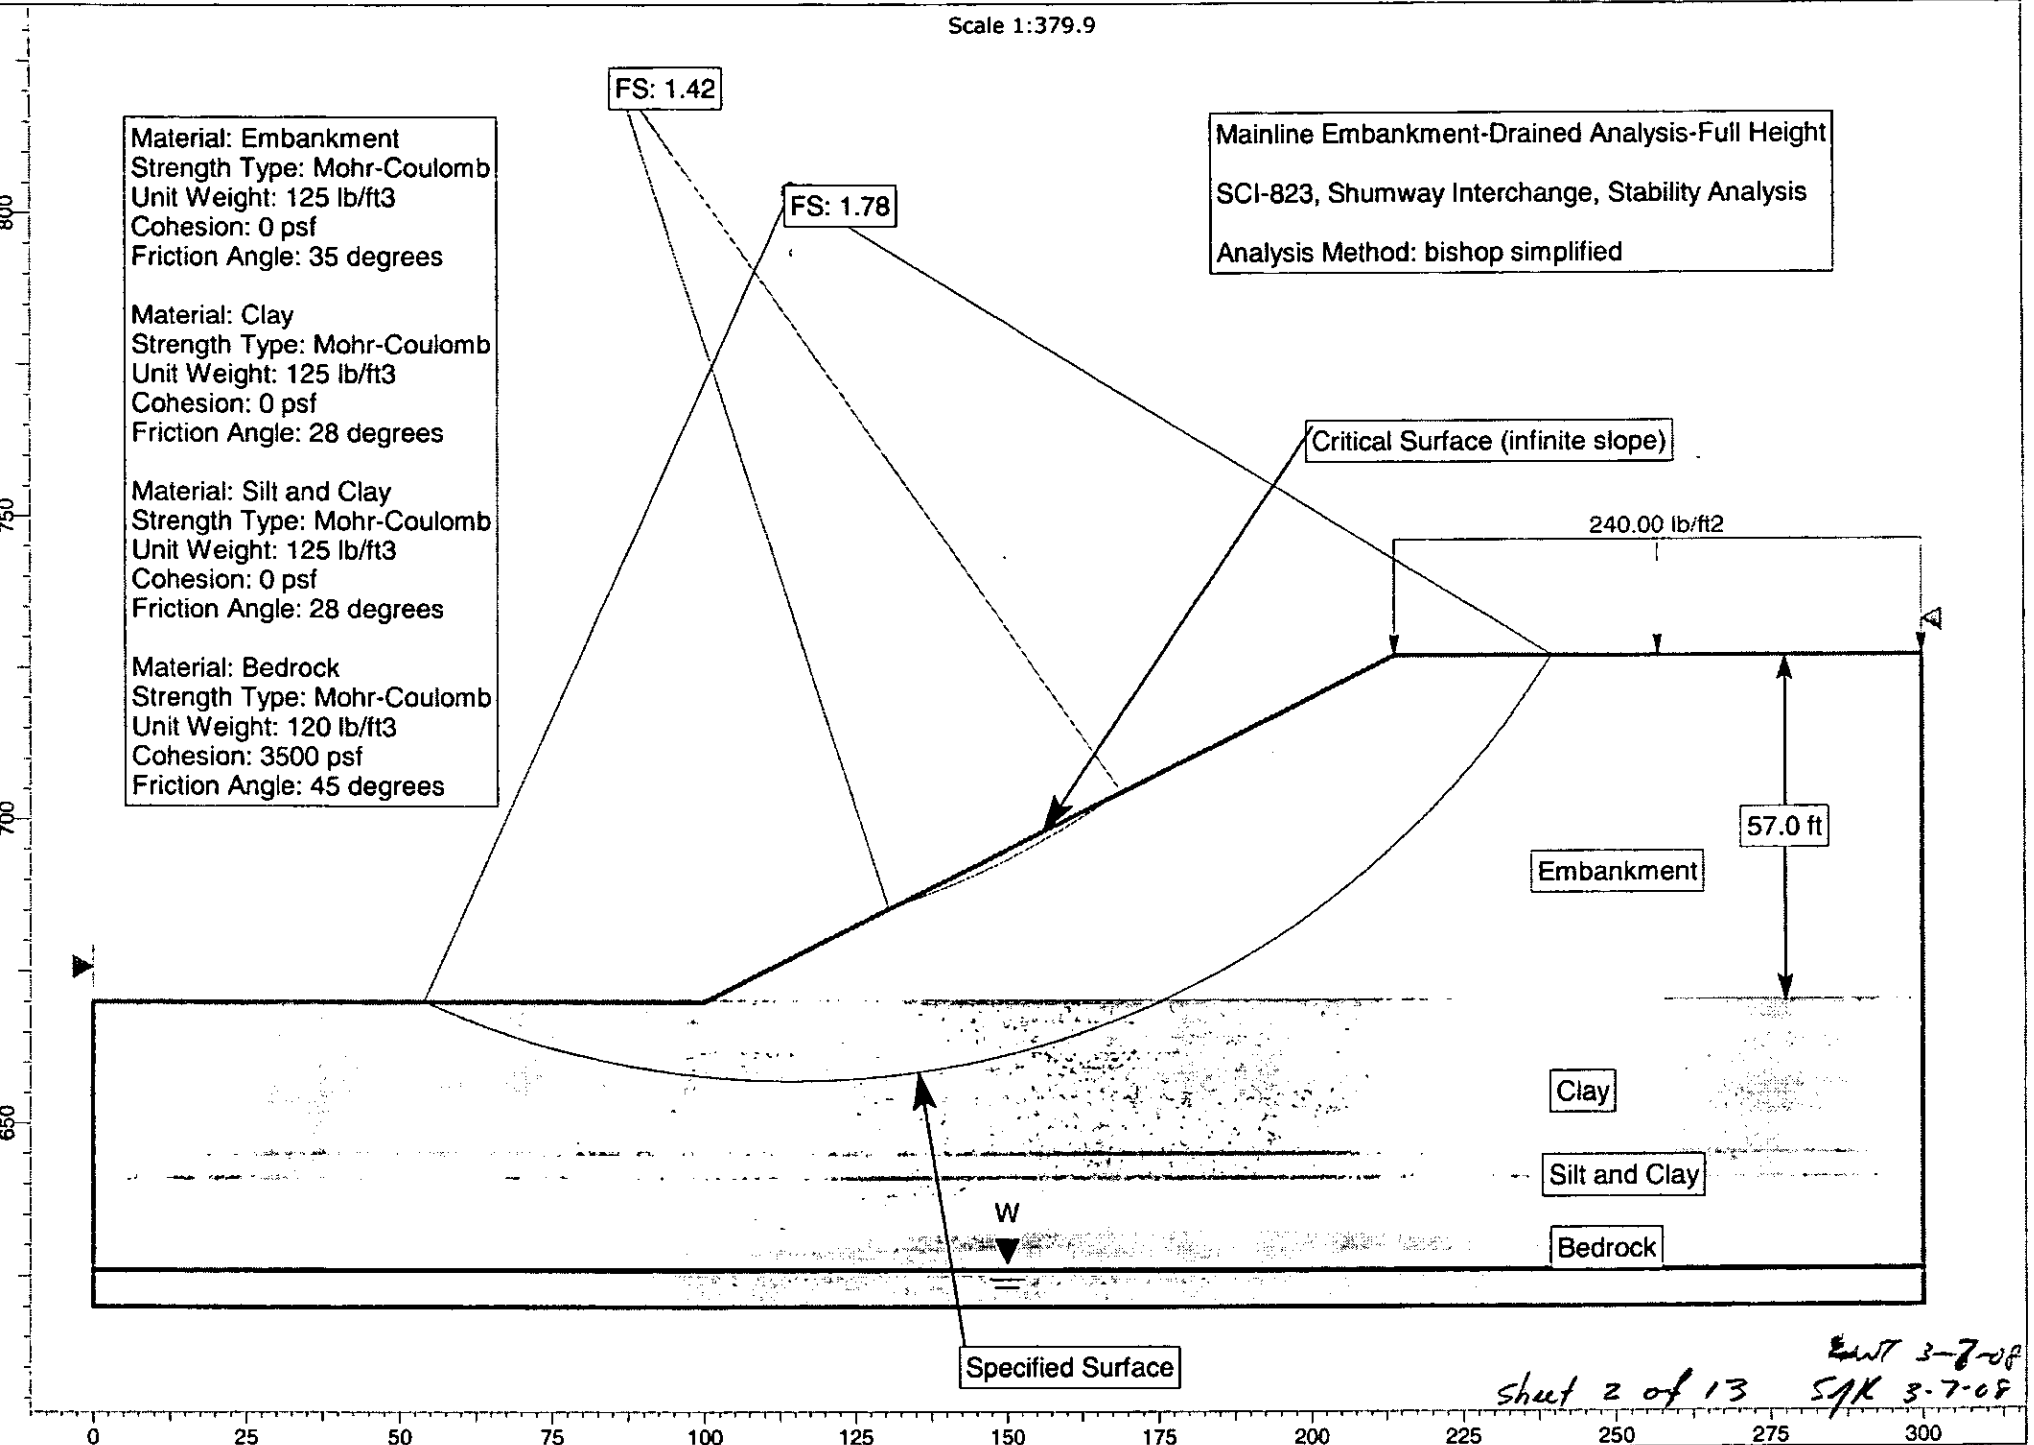 Scale 1:379.9
FS: 1.42
FS: 1.78
Material: Embankment
Strength Type: Mohr-Coulomb
Unit Weight: 125 lb/ft3
Cohesion: 0 psf
Friction Angle: 35 degrees
Material: Clay
Strength Type: Mohr-Coulomb
Unit Weight: 125 lb/ft3
Cohesion: 0 psf
Friction Angle: 28 degrees
Material: Silt and Clay
Strength Type: Mohr-Coulomb
Unit Weight: 125 lb/ft3
Cohesion: 0 psf
Friction Angle: 28 degrees
Material: Bedrock
Strength Type: Mohr-Coulomb
Unit Weight: 120 lb/ft3
Cohesion: 3500 psf
Friction Angle: 45 degrees
Mainline Embankment-Drained Analysis-Full Height
SCI-823, Shumway Interchange, Stability Analysis
Analysis Method: bishop simplified
Critical Surface (infinite slope)
240.00 lb/ft2
57.0 ft
Embankment
Clay
Silt and Clay
W
Bedrock
Specified Surface
3-7-08
Sheet 2 of 13 3-7-08
800
750
700
650
0 25 50 75 100 125 150 175 200 225 250 275 300